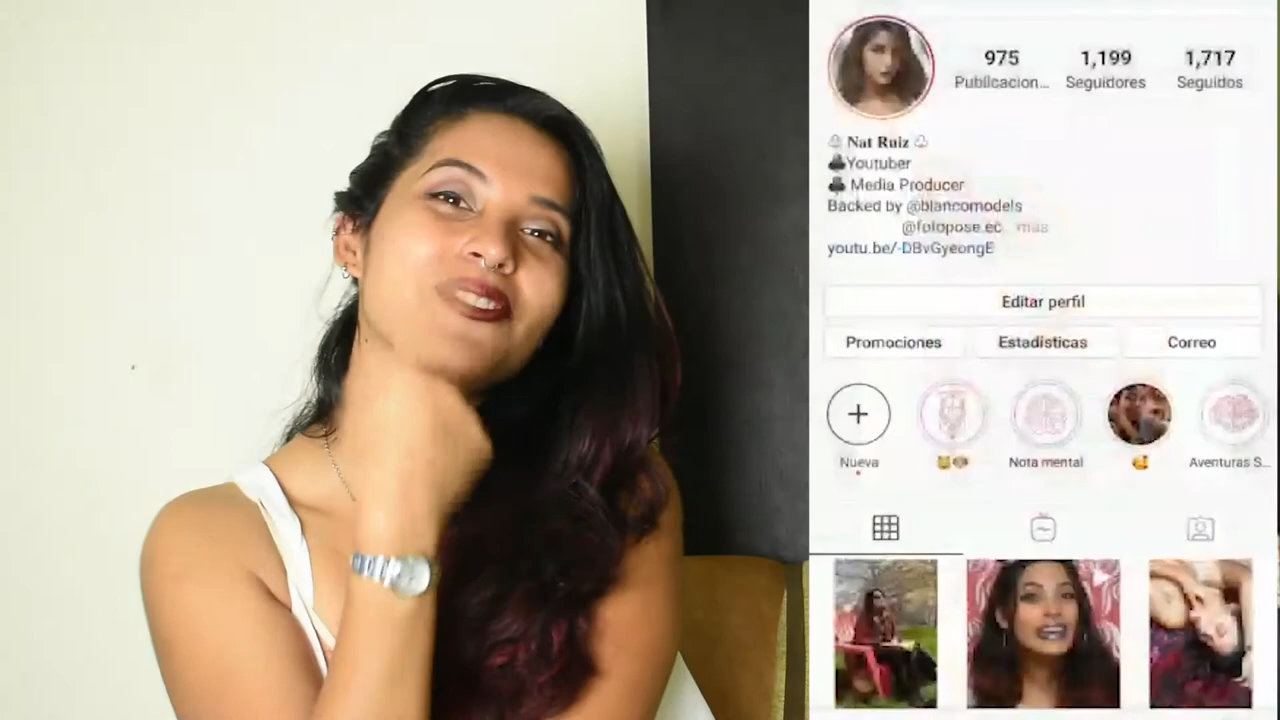 975 1,199 1,717
Publicacion... Seguidores Seguidos
Nat Ruiz
Youtuber
Media Producer
Backed by @blancomodels
@fotopose.ec... más
youtu.be/-DBvGyeongE
Editar perfil
Promociones Estadísticas Correo
Nueva Nota mental Aventuras S...